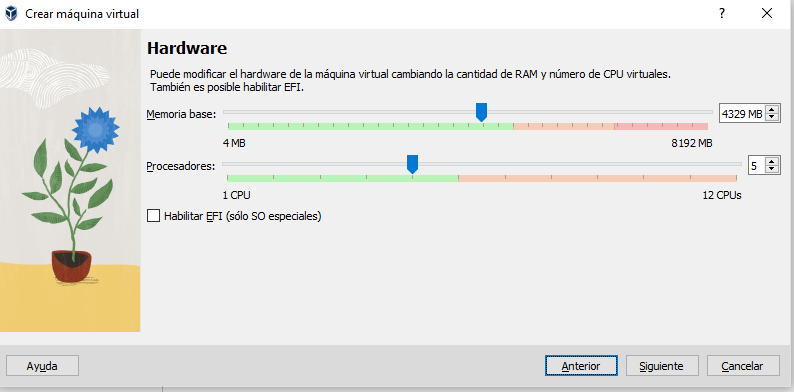 Crear máquina virtual
?
Hardware
Puede modificar el hardware de la máquina virtual cambiando la cantidad de RAM y número de CPU virtuales.
También es posible habilitar EFI.
Memoria base:
4329 MB
4 MB
8192 MB
Procesadores:
5
1 CPU
12 CPUs
Habilitar EFI (sólo SO especiales)
Ayuda
Anterior
Siguiente
Cancelar